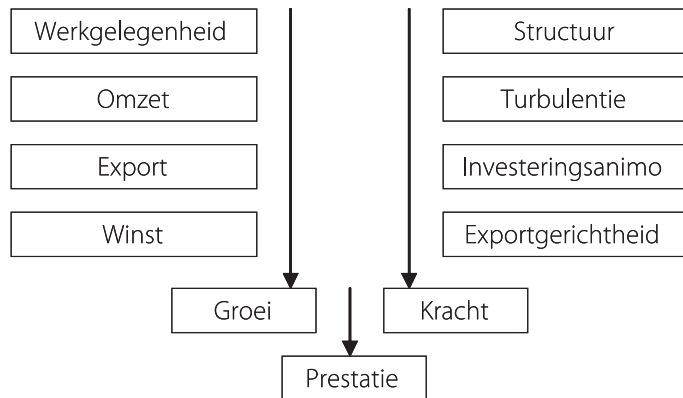 Werkgelegenheid
Omzet
Export
Winst
Structuur
Turbulentie
Investeringsanimo
Exportgerichtheid
Groei
Kracht
Prestatie